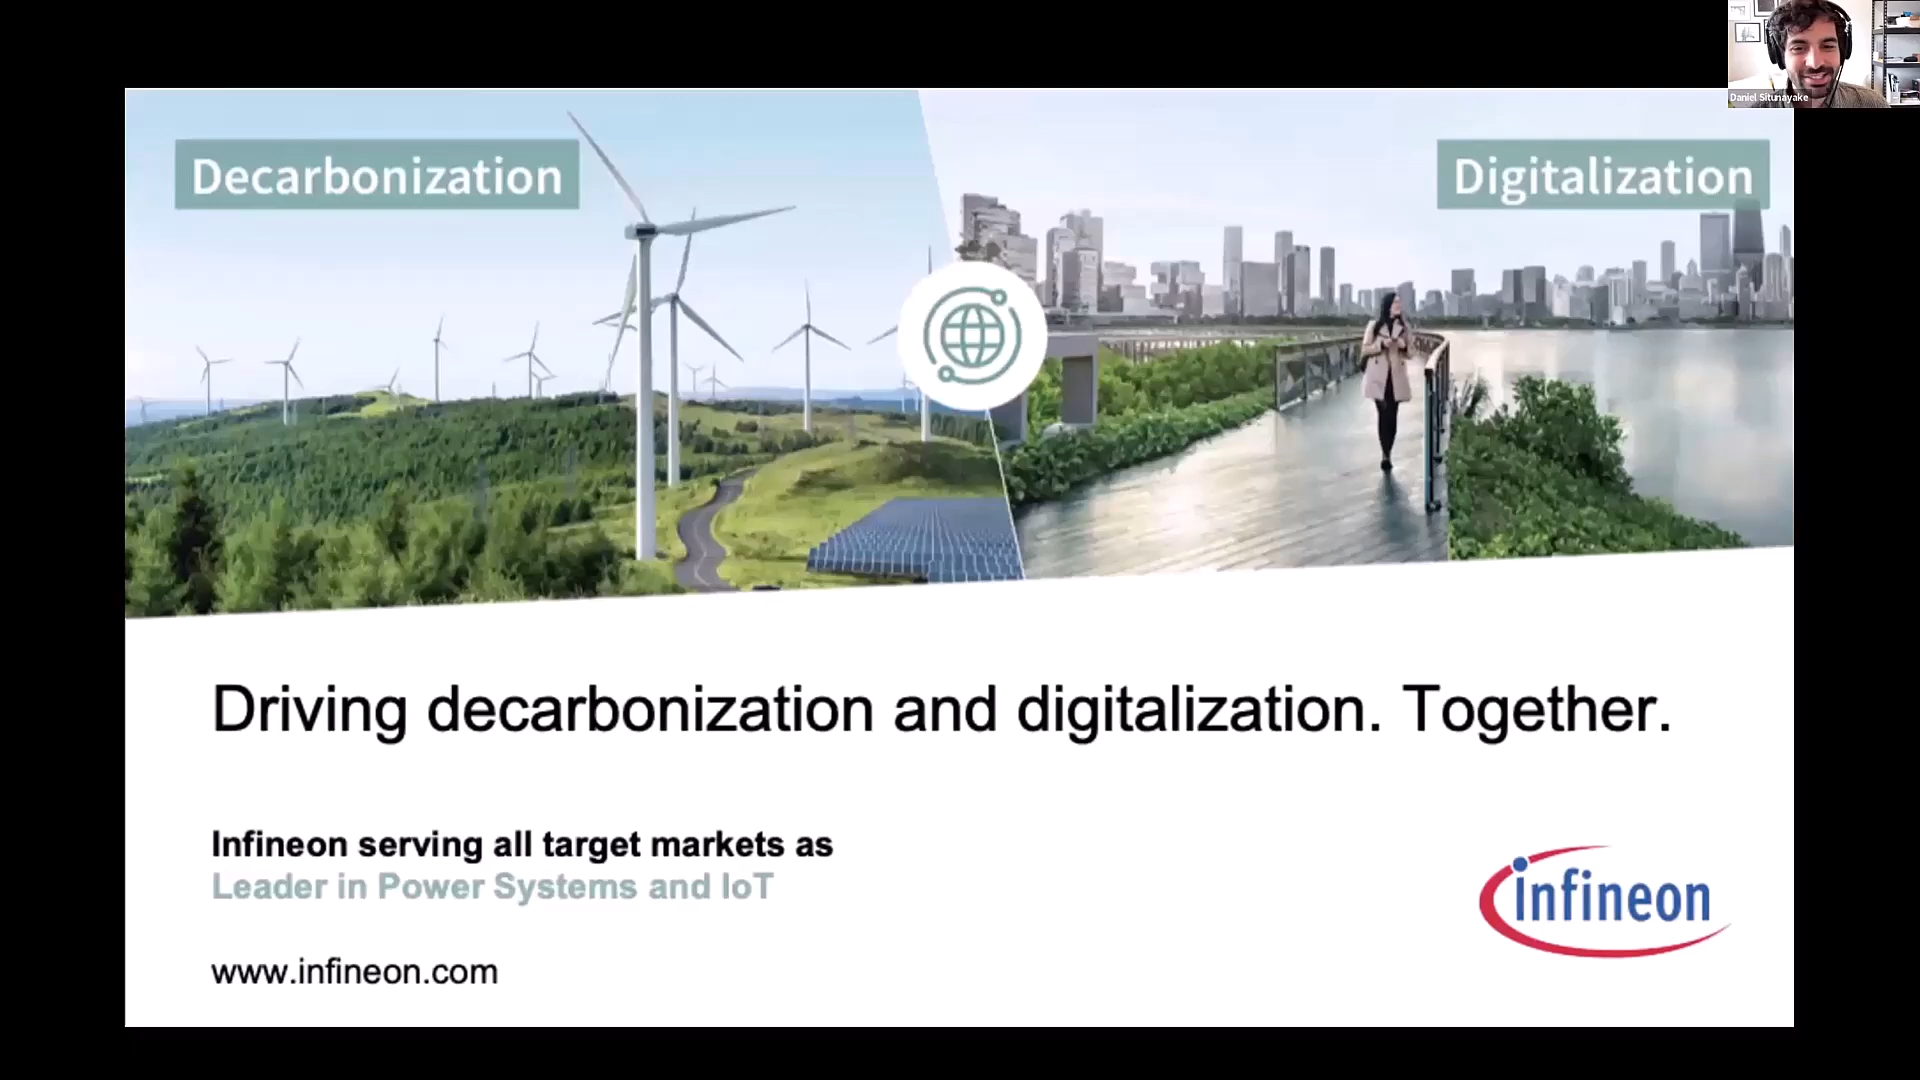 Daniel Situnayake
Decarbonization
Digitalization
Driving decarbonization and digitalization. Together.
Infineon serving all target markets as
Leader in Power Systems and IoT
infineon
www.infineon.com